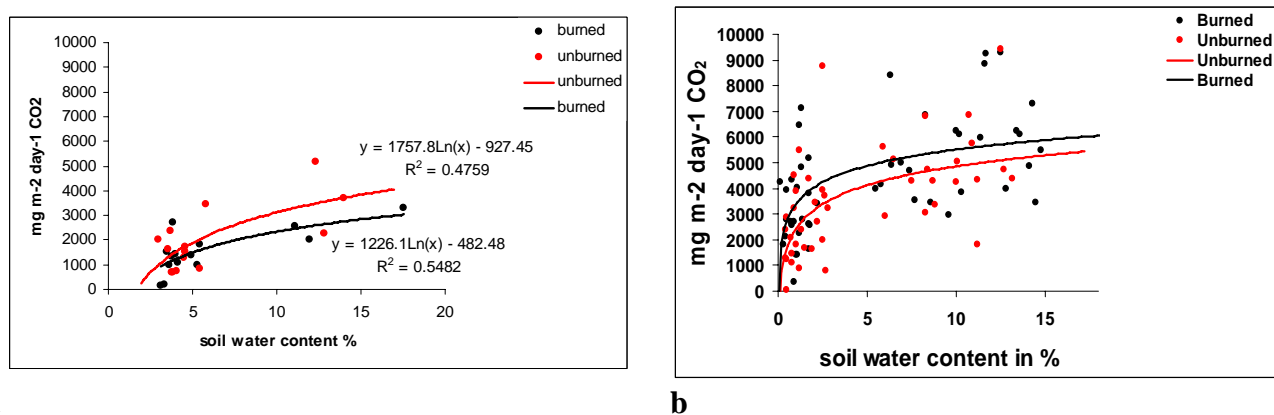 10000
9000
8000
7000
6000
5000
4000
3000
2000
1000
0
mg m-2 day-1 CO2
0 5 10 15 20
soil water content %
burned
unburned
unburned
burned
y = 1757.8Ln(x) - 927.45
R² = 0.4759
y = 1226.1Ln(x) - 482.48
R² = 0.5482
10000
9000
8000
7000
6000
5000
4000
3000
2000
1000
0
mg m-2 day-1 CO₂
0 5 10 15
soil water content in %
Burned
Unburned
Unburned
Burned
b